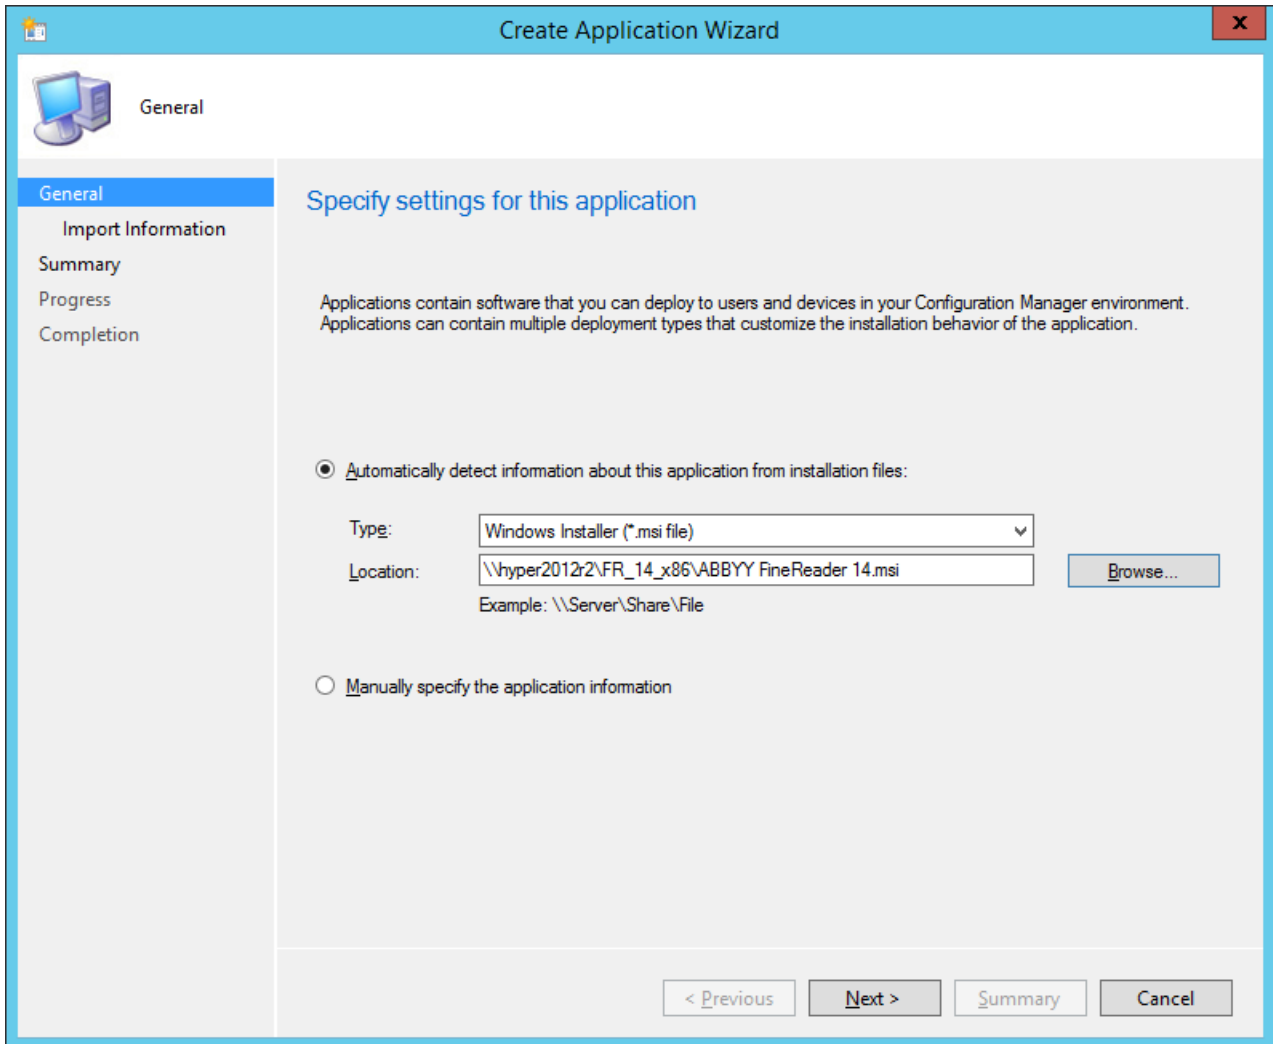 Create Application Wizard
x
General
General
Import Information
Summary
Progress
Completion
Specify settings for this application
Applications contain software that you can deploy to users and devices in your Configuration Manager environment.
Applications can contain multiple deployment types that customize the installation behavior of the application.
Automatically detect information about this application from installation files:
Type: Windows Installer (*.msi file)
Location: \\hyper2012r2\FR_14_x86\ABBYY FineReader 14.msi Browse...
Example: \\Server\Share\File
Manually specify the application information
< Previous Next > Summary Cancel